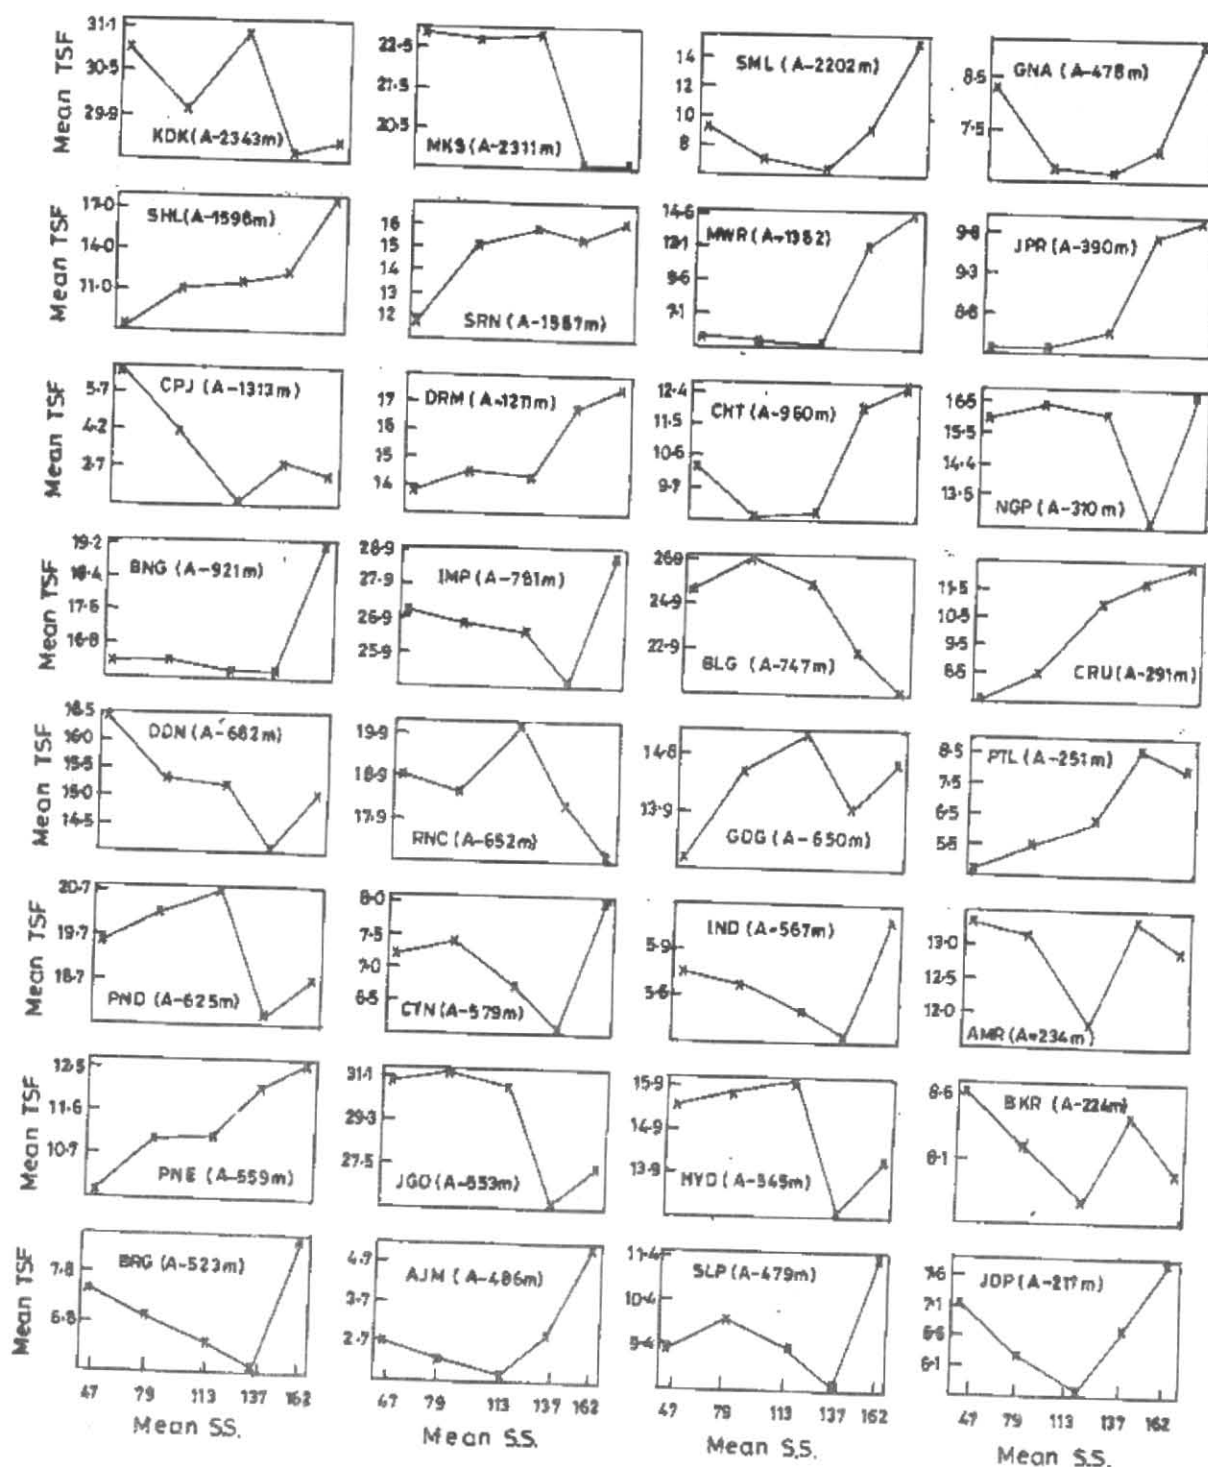 Mean TSF
31·1
30·5
29·9
KDK (A-2343m)
22·5
21·5
20·5
MKS (A-2311m)
14
12
10
8
SML (A-2202m)
8·5
7·5
GNA (A-478m)
Mean TSF
17·0
14·0
11·0
SHL (A-1598m)
16
15
14
13
12
SRN (A-1587m)
14·6
12·1
9·6
7·1
MWR (A-1382)
9·8
9·3
8·8
JPR (A-390m)
Mean TSF
5·7
4·2
2·7
CPJ (A-1313m)
17
16
15
14
DRM (A-1211m)
12·4
11·5
10·6
9·7
CHT (A-960m)
16·5
15·5
14·4
13·5
NGP (A-310m)
Mean TSF
19·2
18·4
17·6
16·8
BNG (A-921m)
28·9
27·9
26·9
25·9
IMP (A-781m)
26·9
24·9
22·9
BLG (A-747m)
11·5
10·5
9·5
8·5
CRU (A-291m)
Mean TSF
16·5
16·0
15·5
15·0
14·5
DDN (A-682m)
19·9
18·9
17·9
RNC (A-652m)
14·8
13·9
GDG (A-650m)
8·5
7·5
6·5
5·5
PTL (A-251m)
Mean TSF
20·7
19·7
18·7
PND (A-625m)
8·0
7·5
7·0
6·5
CTN (A-579m)
5·9
5·6
IND (A-567m)
13·0
12·5
12·0
AMR (A-234m)
Mean TSF
12·5
11·6
10·7
PNE (A-559m)
31·1
29·3
27·5
JGD (A-553m)
15·9
14·9
13·9
HYD (A-545m)
8·6
8·1
BKR (A-224m)
Mean TSF
7·8
6·8
BRG (A-523m)
4·7
3·7
2·7
AJM (A-486m)
11·4
10·4
9·4
SLP (A-479m)
7·6
7·1
6·6
6·1
JDP (A-217m)
47 79 113 137 162
47 79 113 137 162
47 79 113 137 162
47 79 113 137 162
Mean S.S.
Mean S.S.
Mean S.S.
Mean S.S.